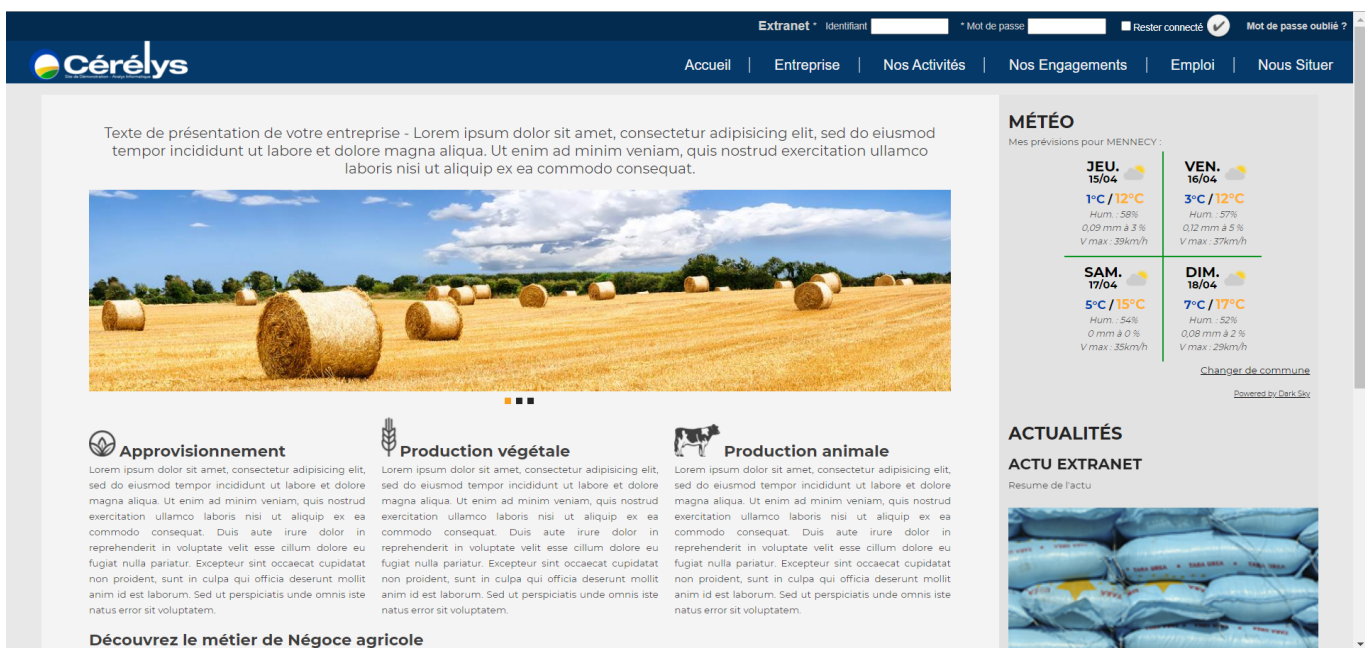 Extranet * Identifiant * Mot de passe Rester connecté Mot de passe oublié ?
Cérélys
Site de Démonstration - Analys Informatique
Accueil | Entreprise | Nos Activités | Nos Engagements | Emploi | Nous Situer
Texte de présentation de votre entreprise - Lorem ipsum dolor sit amet, consectetur adipisicing elit, sed do eiusmod
tempor incididunt ut labore et dolore magna aliqua. Ut enim ad minim veniam, quis nostrud exercitation ullamco
laboris nisi ut aliquip ex ea commodo consequat.
Approvisionnement
Lorem ipsum dolor sit amet, consectetur adipisicing elit,
sed do eiusmod tempor incididunt ut labore et dolore
magna aliqua. Ut enim ad minim veniam, quis nostrud
exercitation ullamco laboris nisi ut aliquip ex ea
commodo consequat. Duis aute irure dolor in
reprehenderit in voluptate velit esse cillum dolore eu
fugiat nulla pariatur. Excepteur sint occaecat cupidatat
non proident, sunt in culpa qui officia deserunt mollit
anim id est laborum. Sed ut perspiciatis unde omnis iste
natus error sit voluptatem.
Production végétale
Lorem ipsum dolor sit amet, consectetur adipisicing elit,
sed do eiusmod tempor incididunt ut labore et dolore
magna aliqua. Ut enim ad minim veniam, quis nostrud
exercitation ullamco laboris nisi ut aliquip ex ea
commodo consequat. Duis aute irure dolor in
reprehenderit in voluptate velit esse cillum dolore eu
fugiat nulla pariatur. Excepteur sint occaecat cupidatat
non proident, sunt in culpa qui officia deserunt mollit
anim id est laborum. Sed ut perspiciatis unde omnis iste
natus error sit voluptatem.
Production animale
Lorem ipsum dolor sit amet, consectetur adipisicing elit,
sed do eiusmod tempor incididunt ut labore et dolore
magna aliqua. Ut enim ad minim veniam, quis nostrud
exercitation ullamco laboris nisi ut aliquip ex ea
commodo consequat. Duis aute irure dolor in
reprehenderit in voluptate velit esse cillum dolore eu
fugiat nulla pariatur. Excepteur sint occaecat cupidatat
non proident, sunt in culpa qui officia deserunt mollit
anim id est laborum. Sed ut perspiciatis unde omnis iste
natus error sit voluptatem.
Découvrez le métier de Négoce agricole
MÉTÉO
Mes prévisions pour MENNECY :
JEU.
15/04
1°C / 12°C
Hum. : 58%
0,09 mm à 3 %
V max : 39km/h
VEN.
16/04
3°C / 12°C
Hum. : 57%
0,12 mm à 5 %
V max : 37km/h
SAM.
17/04
5°C / 15°C
Hum. : 54%
0 mm à 0 %
V max : 35km/h
DIM.
18/04
7°C / 17°C
Hum. : 52%
0,08 mm à 2 %
V max : 29km/h
Changer de commune
Powered by Dark Sky
ACTUALITÉS
ACTU EXTRANET
Resume de l'actu